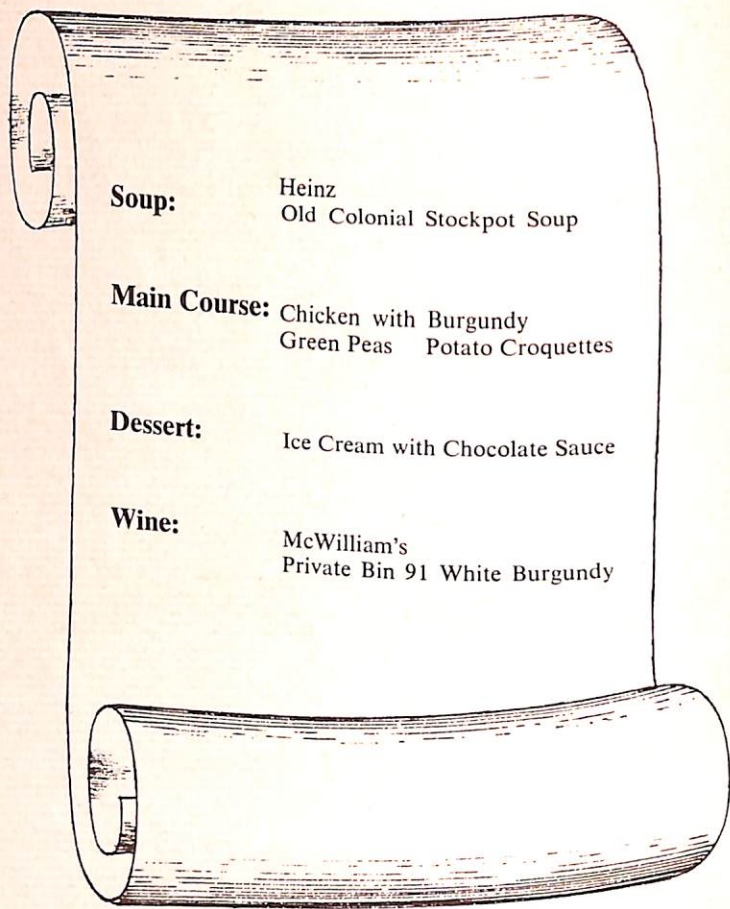 Soup: Heinz
Old Colonial Stockpot Soup
Main Course: Chicken with Burgundy
Green Peas Potato Croquettes
Dessert: Ice Cream with Chocolate Sauce
Wine: McWilliam's
Private Bin 91 White Burgundy